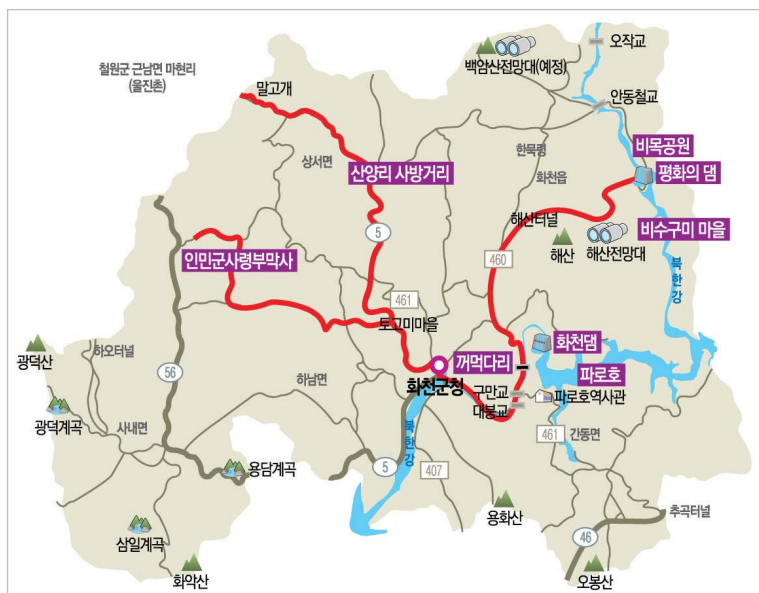 오작교
백암산전망대(예정)
철원군 근남면 마현리
(울진촌)
말고개
안동철교
비목공원
한묵령
상서면
산양리 사방거리
화천읍
평화의 댐
해산터널
비수구미 마을
5
해산
해산전망대
인민군사령부막사
460
북한강
461
토고미마을
화천댐
광덕산
하오터널
꺼먹다리
56
화천군청
파로호
하남면
구만교
파로호역사관
광덕계곡
대붕교
사내면
461
간동면
북한강
용담계곡
5
407
추곡터널
용화산
삼일계곡
46
화악산
오봉산